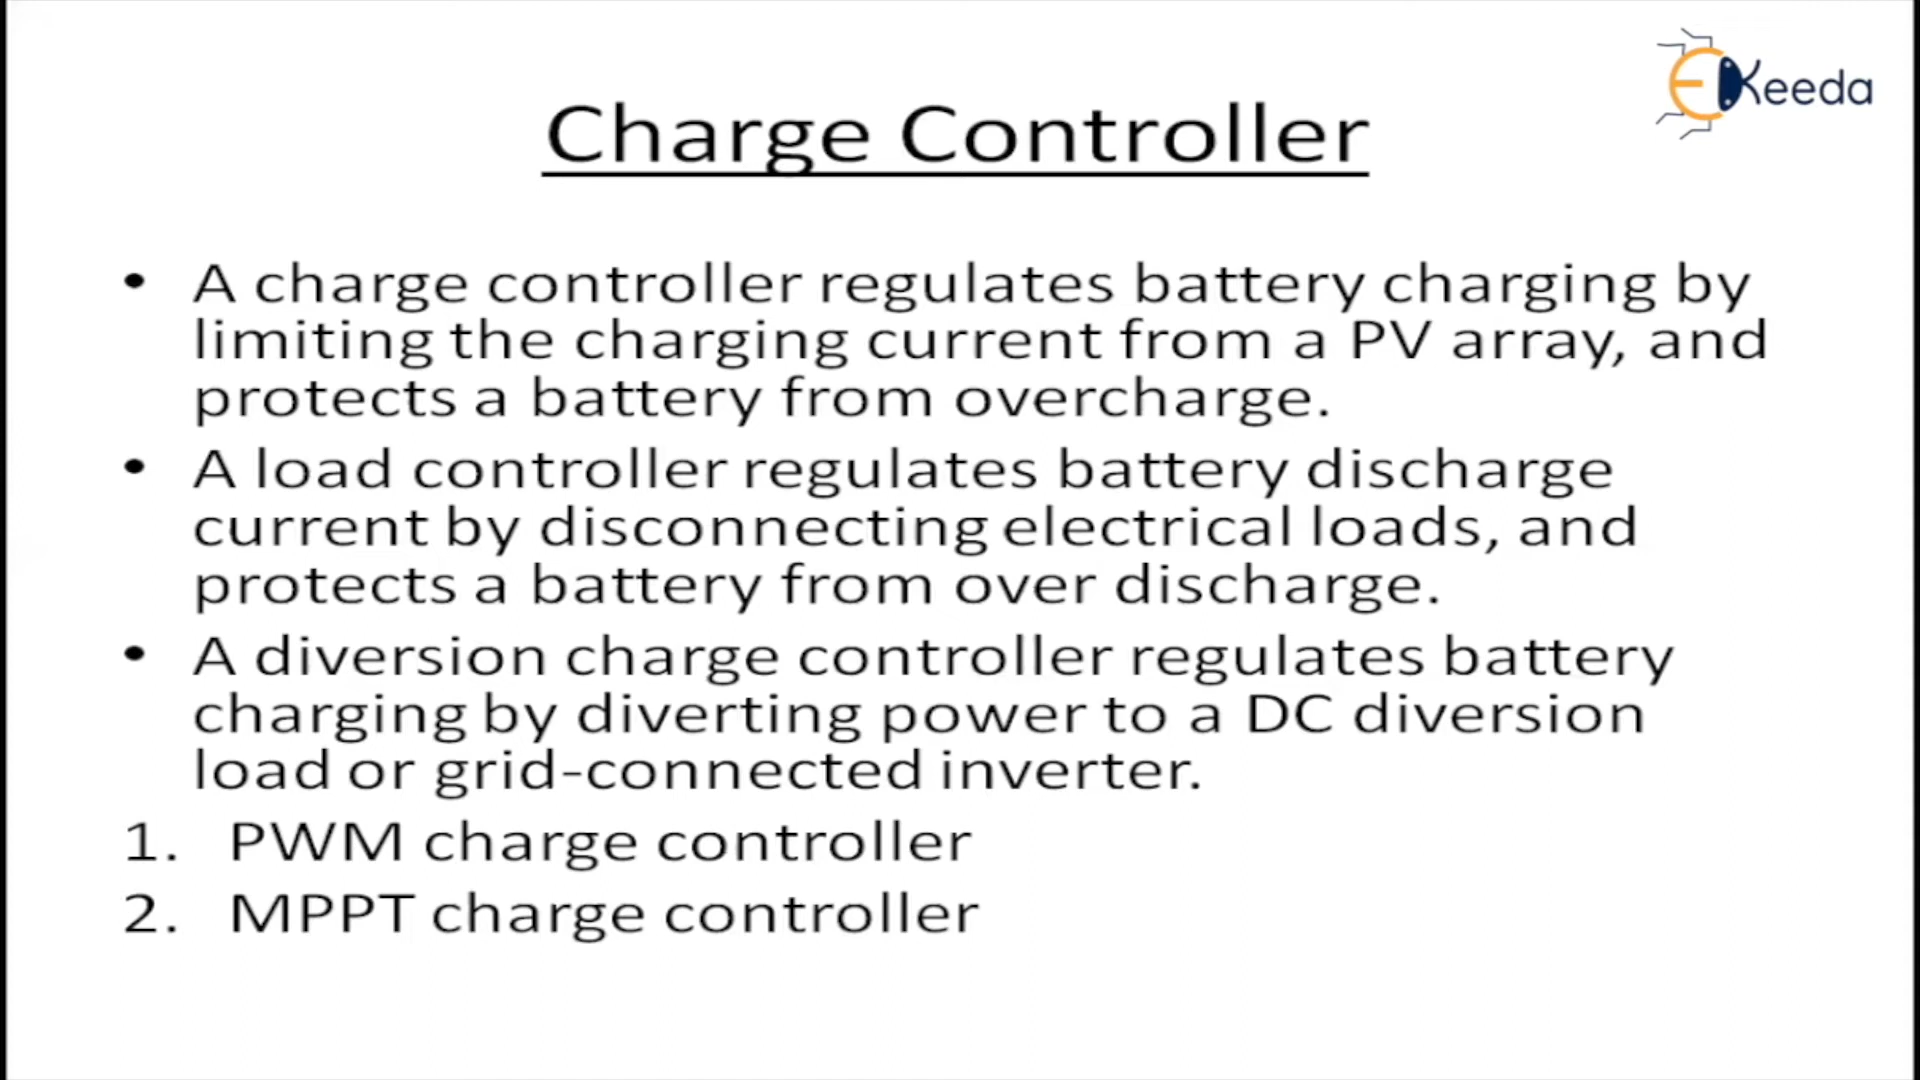 EKeeda
Charge Controller
• A charge controller regulates battery charging by
limiting the charging current from a PV array, and
protects a battery from overcharge.
• A load controller regulates battery discharge
current by disconnecting electrical loads, and
protects a battery from over discharge.
• A diversion charge controller regulates battery
charging by diverting power to a DC diversion
load or grid-connected inverter.
1. PWM charge controller
2. MPPT charge controller